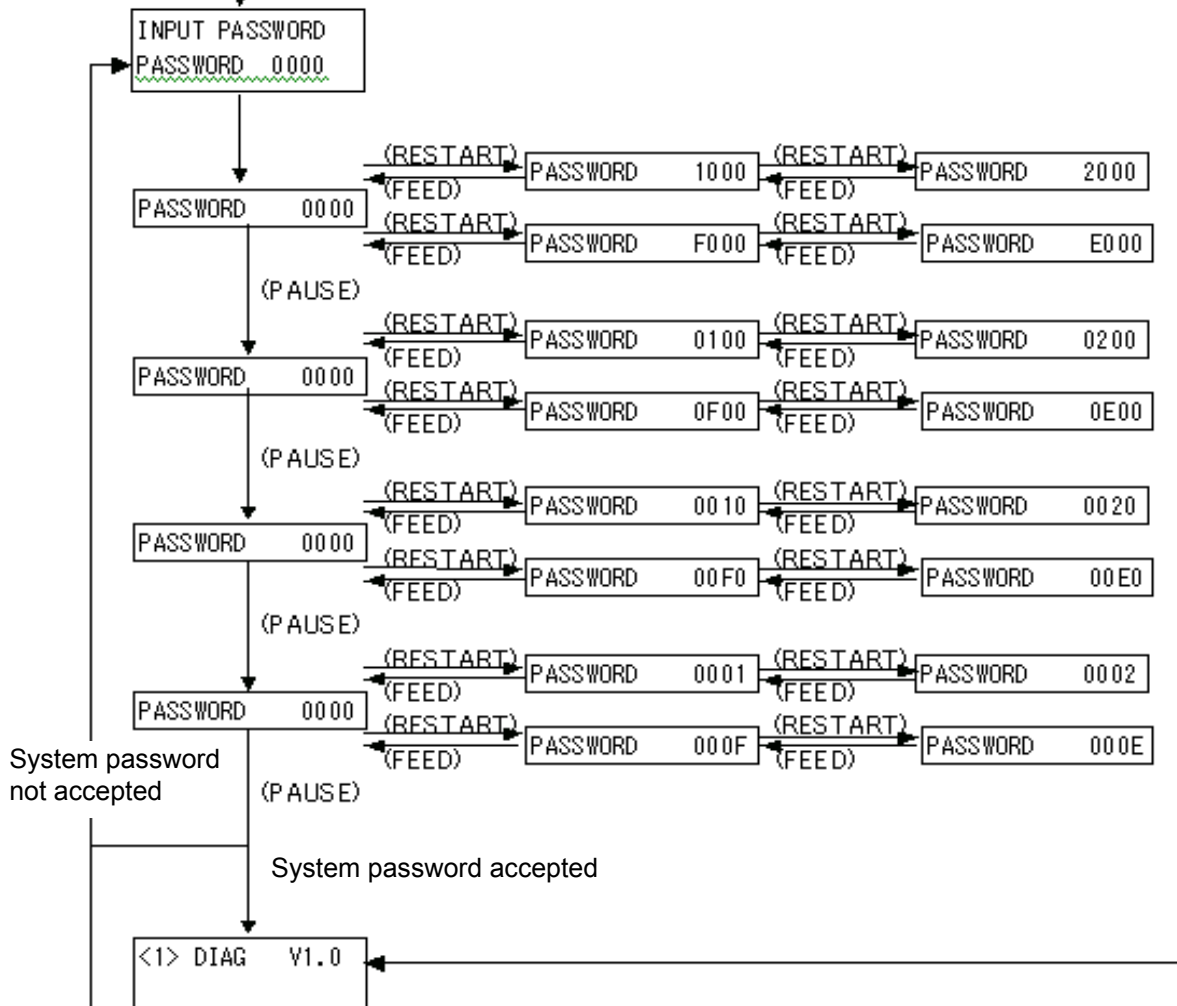 INPUT PASSWORD
PASSWORD 0000
(RESTART) (RESTART)
PASSWORD 1000 PASSWORD 2000
(FEED) (FEED)
PASSWORD 0000
(RESTART) (RESTART)
PASSWORD F000 PASSWORD E000
(FEED) (FEED)
(PAUSE)
(RESTART) (RESTART)
PASSWORD 0100 PASSWORD 0200
(FEED) (FEED)
PASSWORD 0000
(RESTART) (RESTART)
PASSWORD 0F00 PASSWORD 0E00
(FEED) (FEED)
(PAUSE)
(RESTART) (RESTART)
PASSWORD 0010 PASSWORD 0020
(FEED) (FEED)
PASSWORD 0000
(RESTART) (RESTART)
PASSWORD 00F0 PASSWORD 00E0
(FEED) (FEED)
(PAUSE)
(RESTART) (RESTART)
PASSWORD 0001 PASSWORD 0002
(FEED) (FEED)
PASSWORD 0000
(RESTART) (RESTART)
PASSWORD 000F PASSWORD 000E
(FEED) (FEED)
System password
not accepted
(PAUSE)
System password accepted
<1> DIAG V1.0